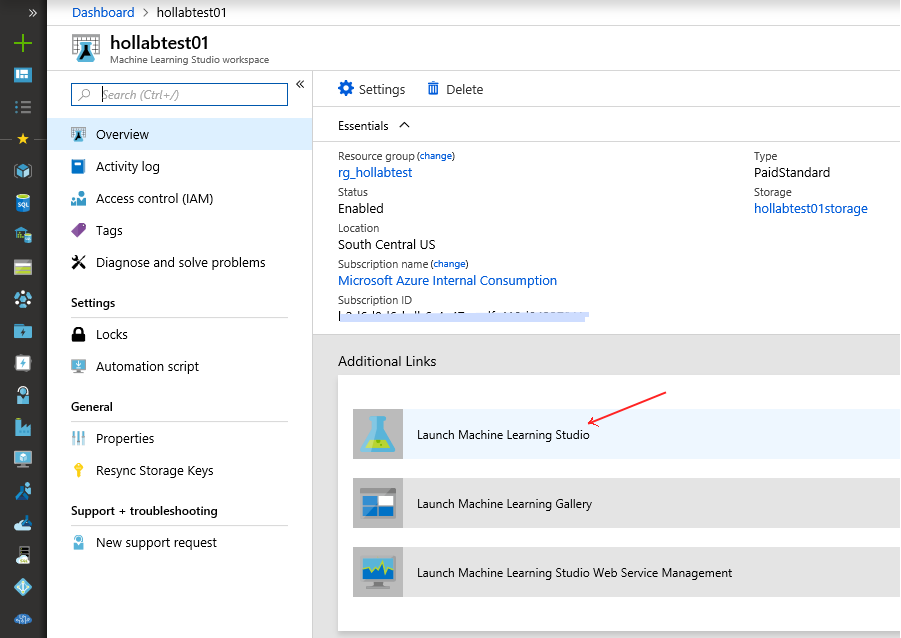 Dashboard > hollabtest01
hollabtest01
Machine Learning Studio workspace
Search (Ctrl+/)
Overview
Activity log
Access control (IAM)
Tags
Diagnose and solve problems
Settings
Locks
Automation script
General
Properties
Resync Storage Keys
Support + troubleshooting
New support request
Settings
Delete
Essentials
Resource group (change)
rg_hollabtest
Status
Enabled
Location
South Central US
Subscription name (change)
Microsoft Azure Internal Consumption
Subscription ID
Type
PaidStandard
Storage
hollabtest01storage
Additional Links
Launch Machine Learning Studio
Launch Machine Learning Gallery
Launch Machine Learning Studio Web Service Management
SQL